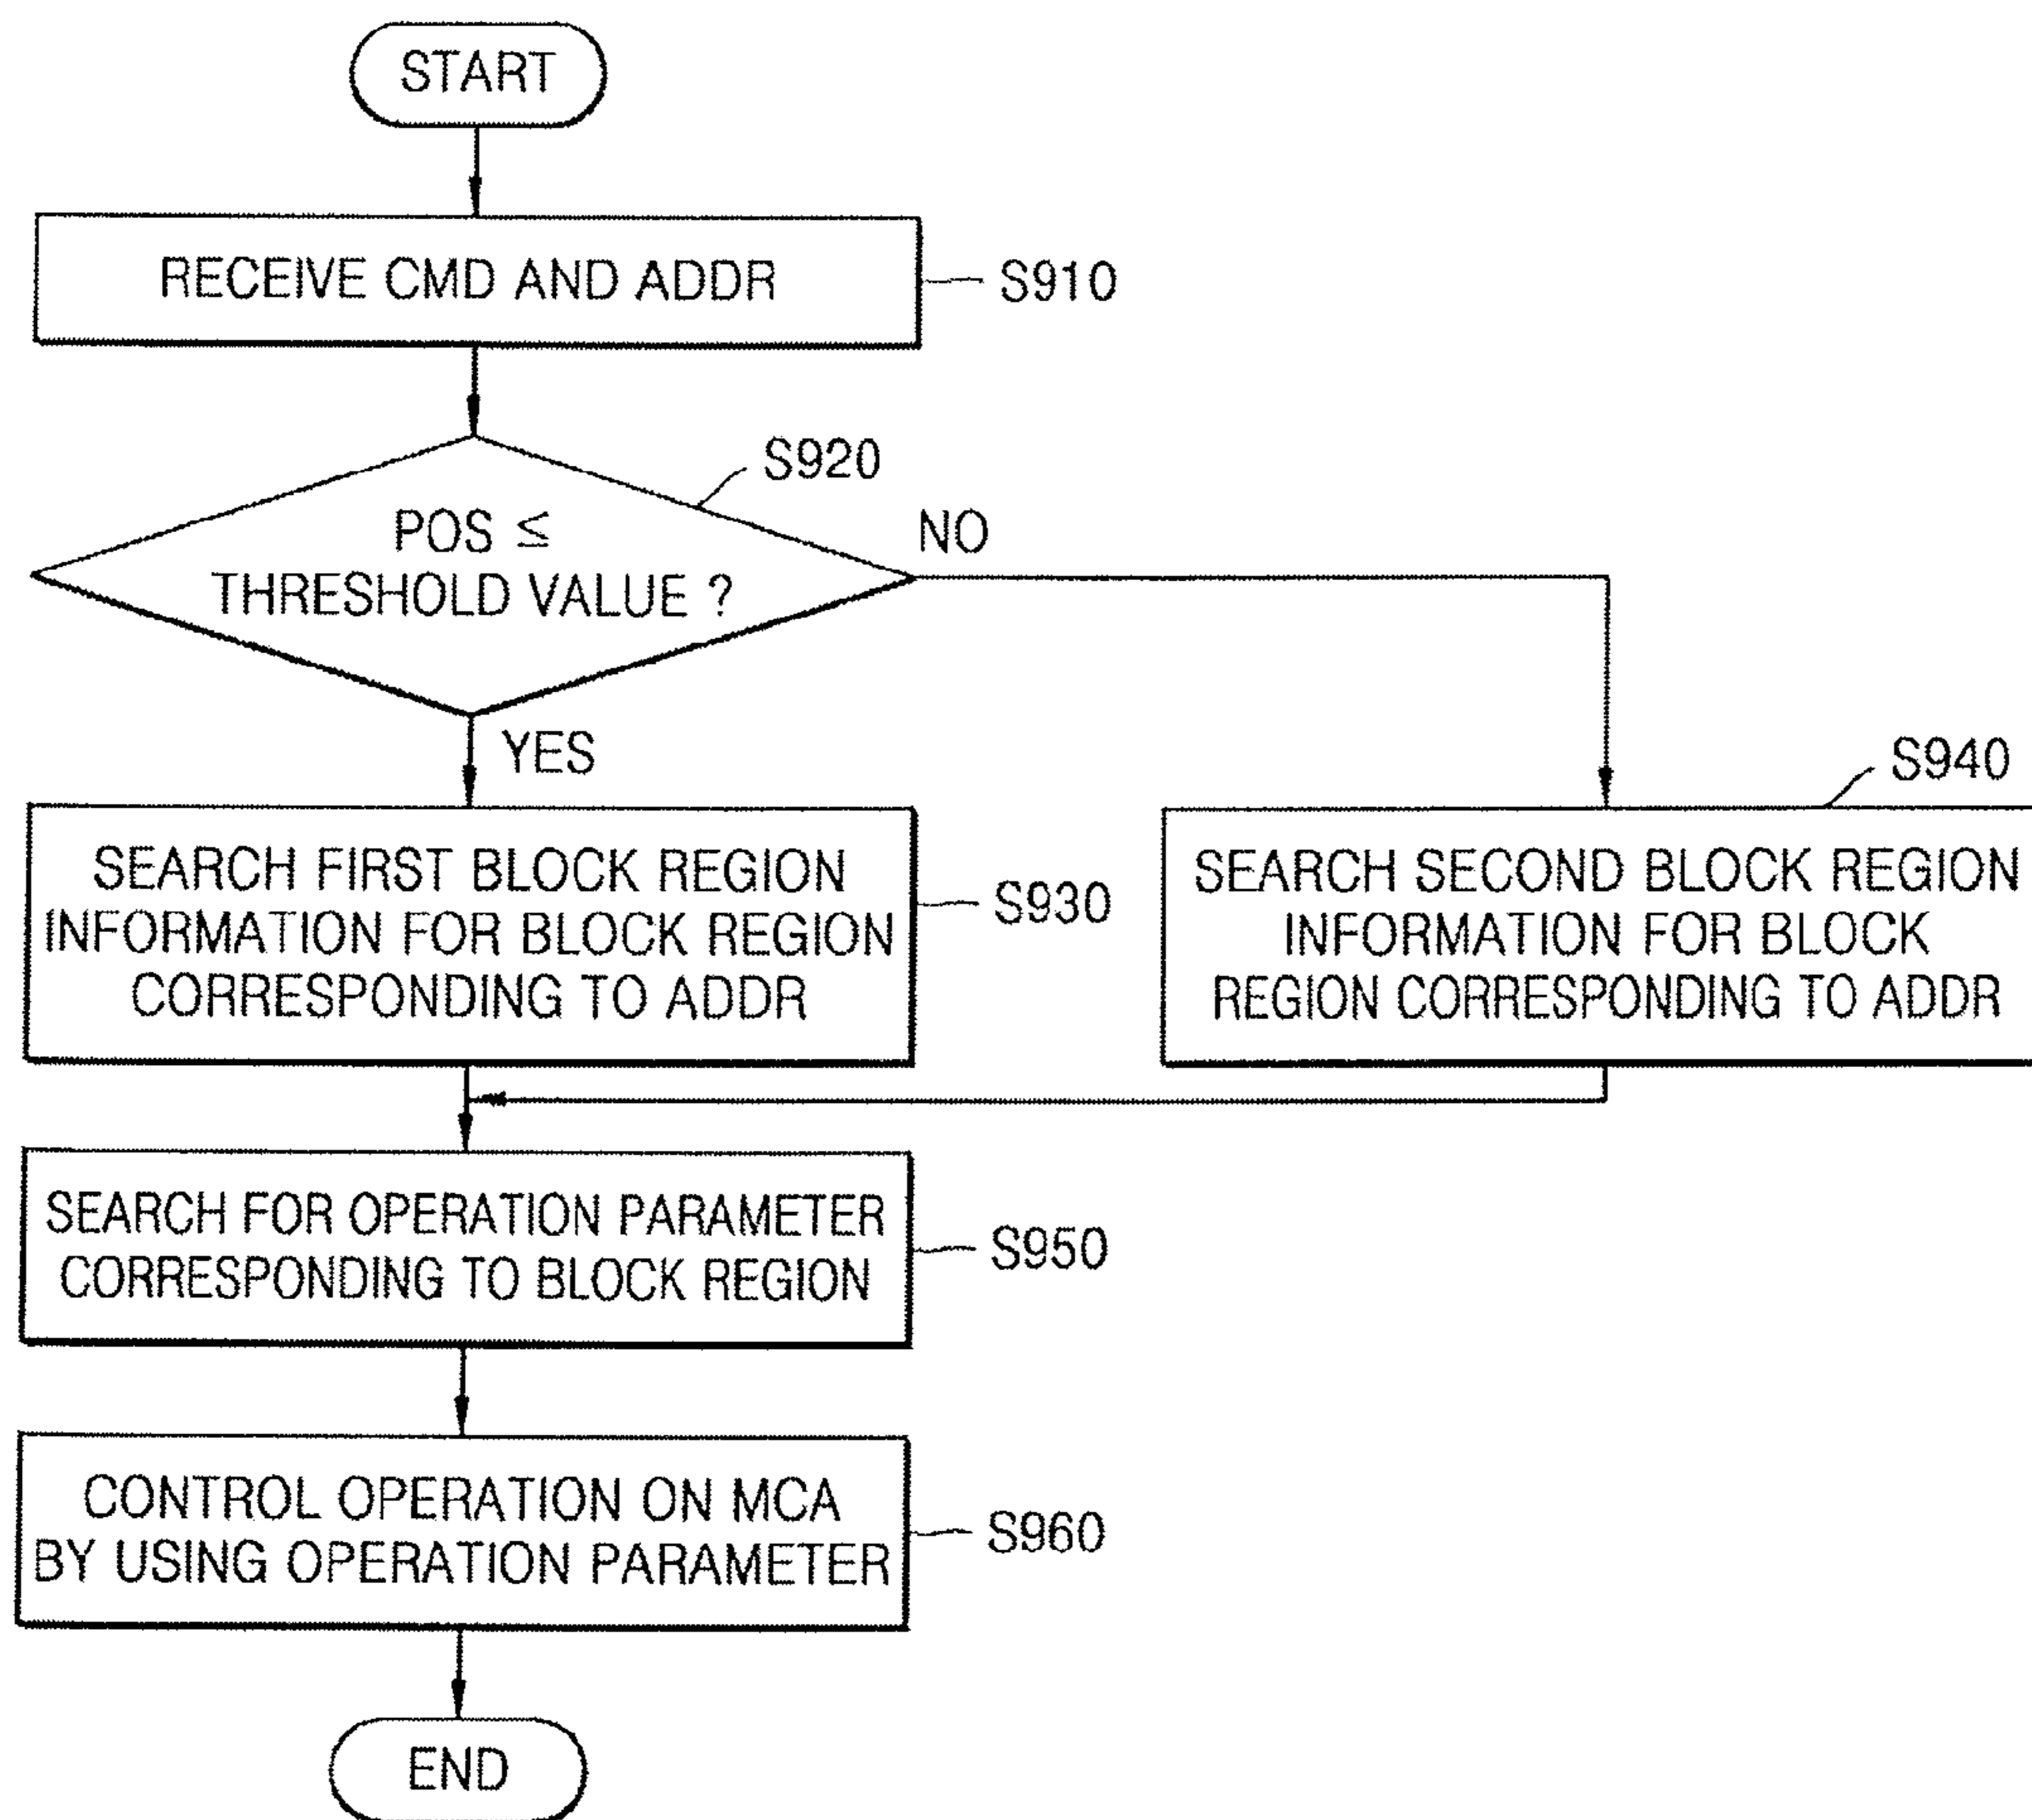 START
RECEIVE CMD AND ADDR
S910
S920
POS ≤
THRESHOLD VALUE ?
NO
YES
SEARCH FIRST BLOCK REGION
INFORMATION FOR BLOCK REGION
CORRESPONDING TO ADDR
S930
S940
SEARCH SECOND BLOCK REGION
INFORMATION FOR BLOCK
REGION CORRESPONDING TO ADDR
SEARCH FOR OPERATION PARAMETER
CORRESPONDING TO BLOCK REGION
S950
CONTROL OPERATION ON MCA
BY USING OPERATION PARAMETER
S960
END